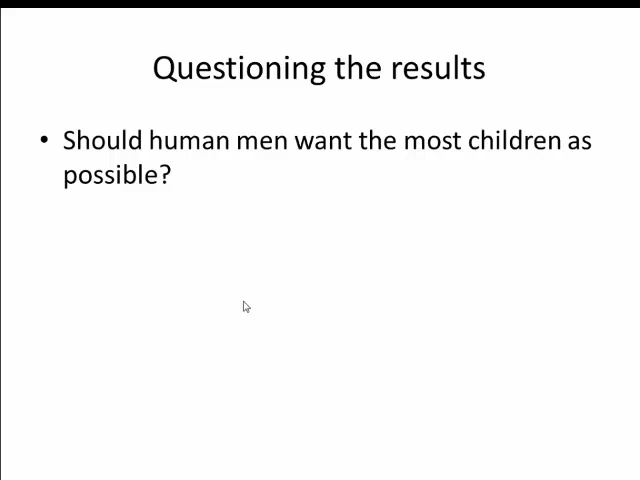 Questioning the results
• Should human men want the most children as
possible?